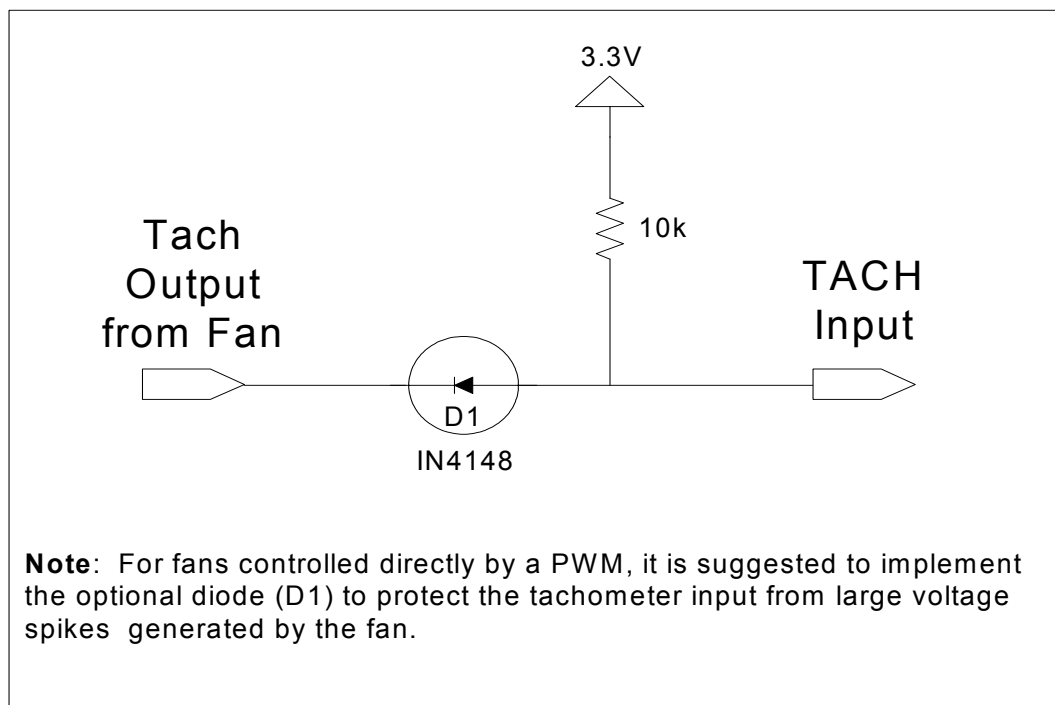 3.3V
10k
Tach
Output
from Fan
TACH
Input
D1
IN4148
Note: For fans controlled directly by a PWM, it is suggested to implement
the optional diode (D1) to protect the tachometer input from large voltage
spikes generated by the fan.